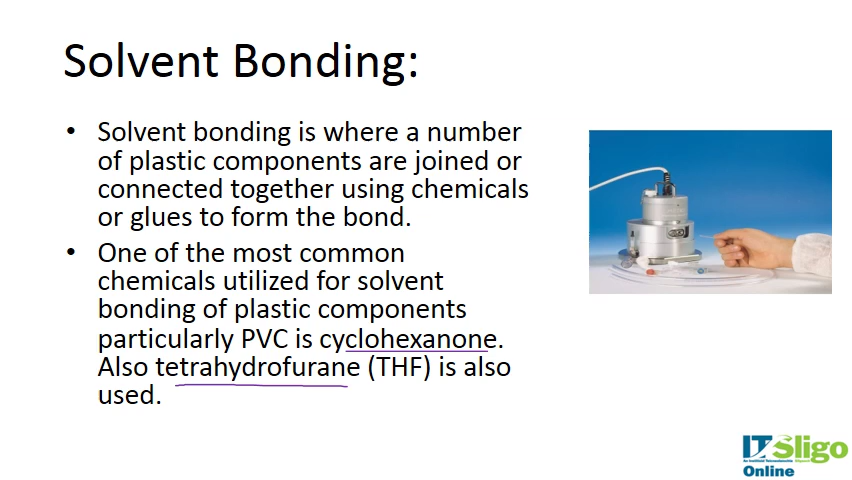 Solvent Bonding:
• Solvent bonding is where a number
of plastic components are joined or
connected together using chemicals
or glues to form the bond.
• One of the most common
chemicals utilized for solvent
bonding of plastic components
particularly PVC is cyclohexanone.
Also tetrahydrofurane (THF) is also
used.
ITSligo
Online